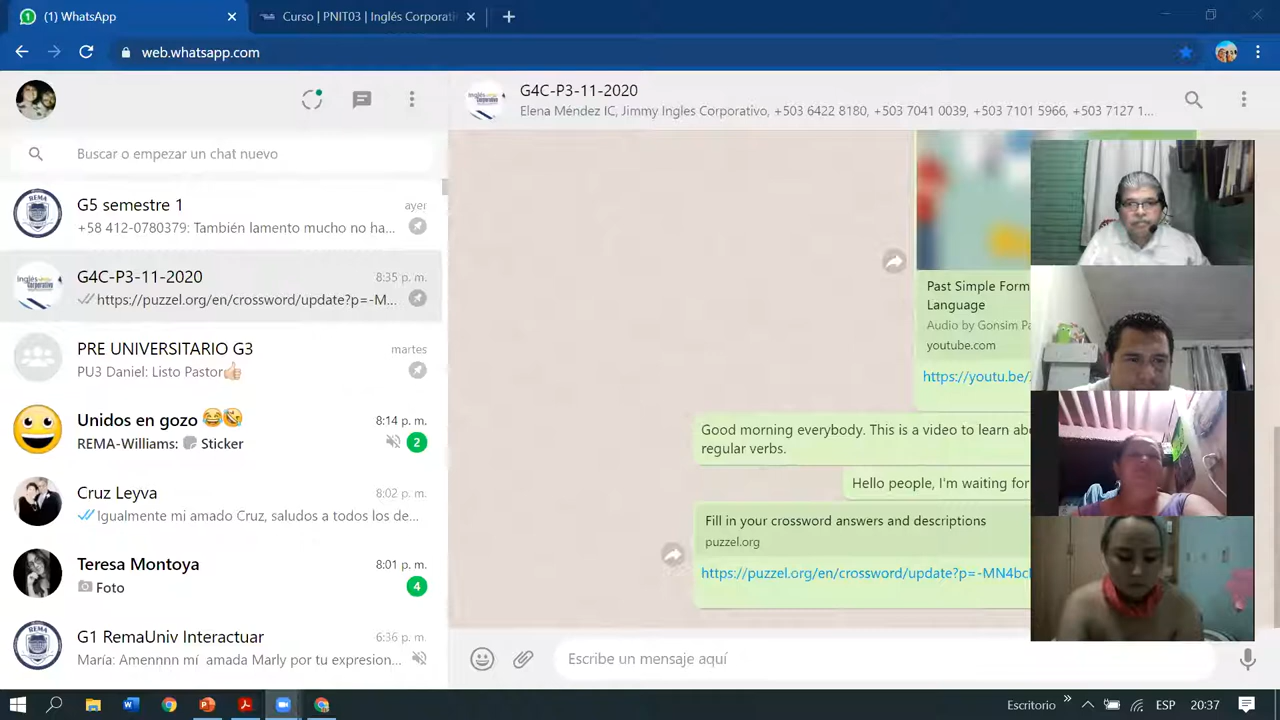 (1) WhatsApp
Curso | PNIT03 | Inglés Corporati
web.whatsapp.com
G4C-P3-11-2020
Elena Méndez IC, Jimmy Ingles Corporativo, +503 6422 8180, +503 7041 0039, +503 7101 5966, +503 7127 1...
Buscar o empezar un chat nuevo
G5 semestre 1
ayer
+58 412-0780379: También lamento mucho no ha...
G4C-P3-11-2020
8:35 p. m.
https://puzzel.org/en/crossword/update?p=-M...
PRE UNIVERSITARIO G3
martes
PU3 Daniel: Listo Pastor👍🏻
Unidos en gozo 😂🤣
8:14 p. m.
REMA-Williams: Sticker
2
Cruz Leyva
8:02 p. m.
Igualmente mi amado Cruz, saludos a todos los de...
Teresa Montoya
8:01 p. m.
Foto
4
G1 RemaUniv Interactuar
6:36 p. m.
María: Amennnn mí amada Marly por tu expresion...
Past Simple Form
Language
Audio by Gonsim Pa
youtube.com
https://youtu.be/
Good morning everybody. This is a video to learn abo
regular verbs.
Hello people, I'm waiting for
Fill in your crossword answers and descriptions
puzzel.org
https://puzzel.org/en/crossword/update?p=-MN4bc
Escribe un mensaje aquí
Escritorio
ESP
20:37